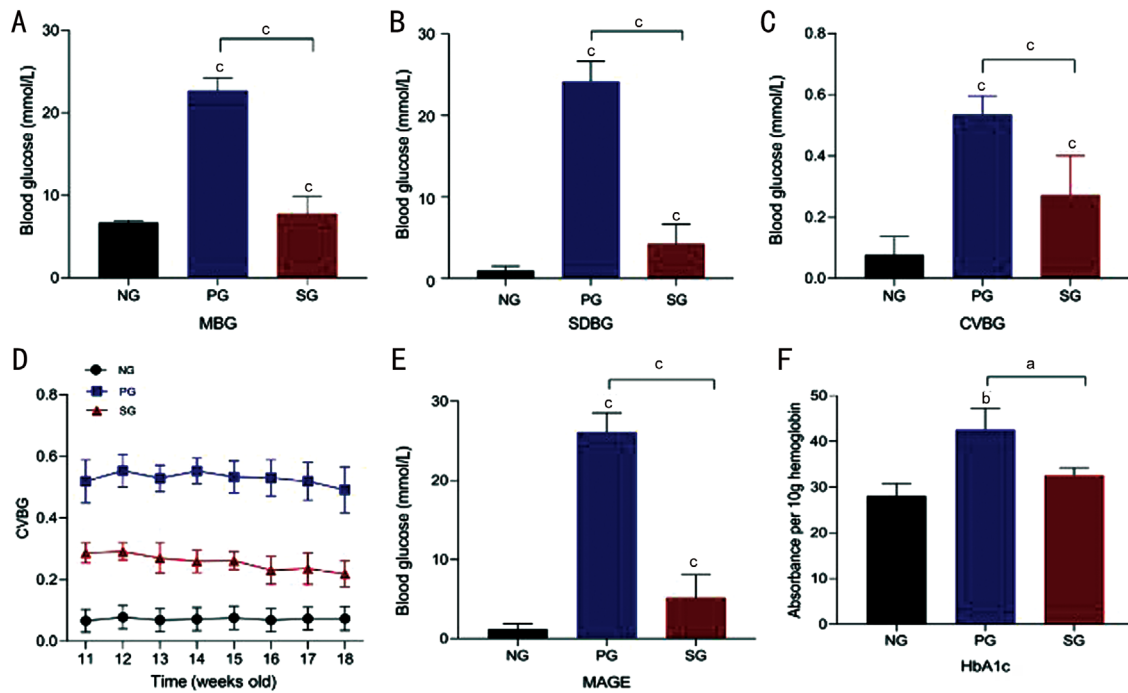 A
Blood glucose (mmol/L)
30
20
10
0
c
c
c
NG PG SG
MBG
B
Blood glucose (mmol/L)
30
20
10
0
c
c
c
NG PG SG
SDBG
C
Blood glucose (mmol/L)
0.8
0.6
0.4
0.2
0.0
c
c
c
NG PG SG
CVBG
D
NG
PG
SG
CVBG
0.8
0.6
0.4
0.2
0.0
11 12 13 14 15 16 17 18
Time (weeks old)
E
Blood glucose (mmol/L)
30
20
10
0
c
c
c
NG PG SG
MAGE
F
Absorbance per 10g hemoglobin
50
40
30
20
10
0
a
b
NG PG SG
HbA1c